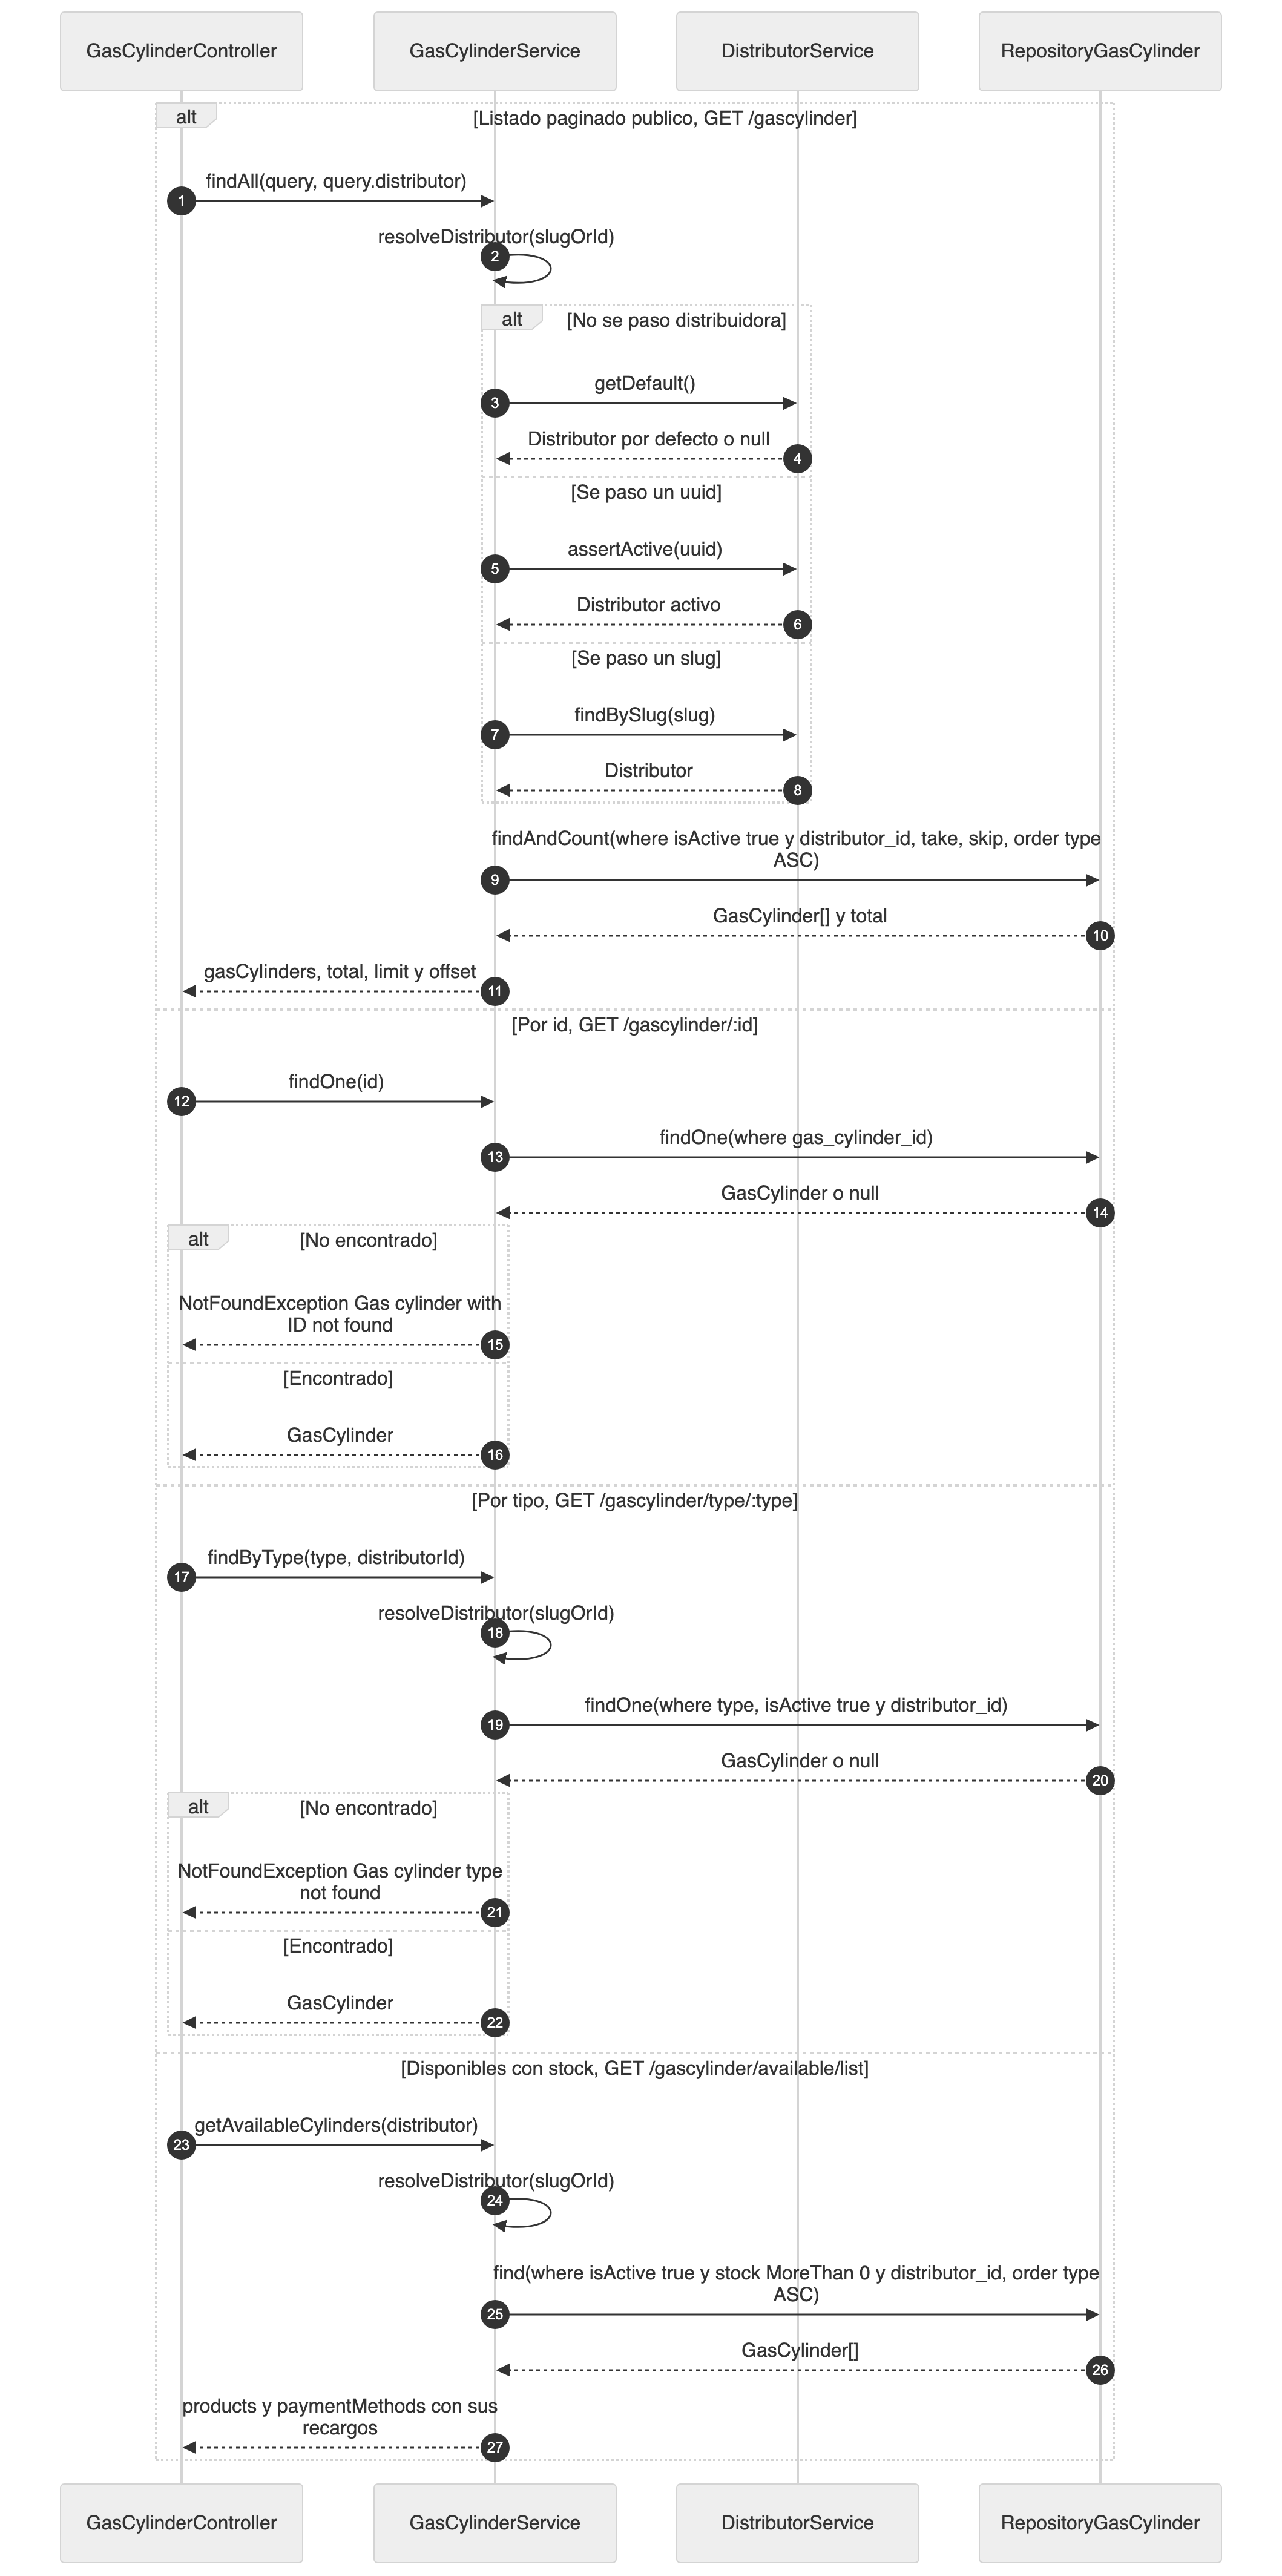 GasCylinderController
GasCylinderService
DistributorService
RepositoryGasCylinder
alt
[Listado paginado publico, GET /gascylinder]
findAll(query, query.distributor)
1
resolveDistributor(slugOrId)
2
alt
[No se paso distribuidora]
getDefault()
3
Distributor por defecto o null
4
[Se paso un uuid]
assertActive(uuid)
5
Distributor activo
6
[Se paso un slug]
findBySlug(slug)
7
Distributor
8
findAndCount(where isActive true y distributor_id, take, skip, order type
ASC)
9
GasCylinder[] y total
10
gasCylinders, total, limit y offset
11
[Por id, GET /gascylinder/:id]
findOne(id)
12
findOne(where gas_cylinder_id)
13
GasCylinder o null
14
alt
[No encontrado]
NotFoundException Gas cylinder with
ID not found
15
[Encontrado]
GasCylinder
16
[Por tipo, GET /gascylinder/type/:type]
findByType(type, distributorId)
17
resolveDistributor(slugOrId)
18
findOne(where type, isActive true y distributor_id)
19
GasCylinder o null
20
alt
[No encontrado]
NotFoundException Gas cylinder type
not found
21
[Encontrado]
GasCylinder
22
[Disponibles con stock, GET /gascylinder/available/list]
getAvailableCylinders(distributor)
23
resolveDistributor(slugOrId)
24
find(where isActive true y stock MoreThan 0 y distributor_id, order type
ASC)
25
GasCylinder[]
26
products y paymentMethods con sus
recargos
27
GasCylinderController
GasCylinderService
DistributorService
RepositoryGasCylinder